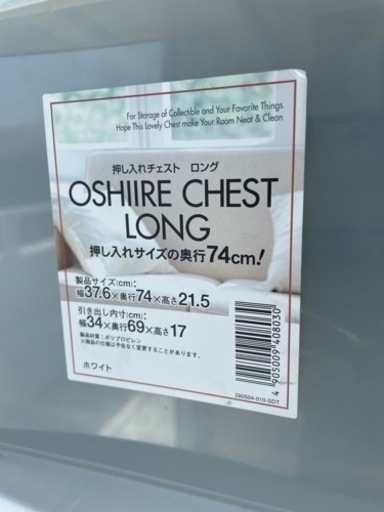 For Storage of Collectible and Your Favorite Things.
Hope This Lovely Chest make Your Room Neat & Clean
押し入れチェスト ロング
OSHIIRE CHEST
LONG
押し入れサイズの奥行74cm!
製品サイズ(cm):
幅37.6×奥行74×高さ21.5
引き出し内寸(cm):
幅34×奥行69×高さ17
材質：ポリプロピレン
※商品の仕様は予告なく変更することがあります。
ホワイト
4 905009 408030
280504-010-SDT